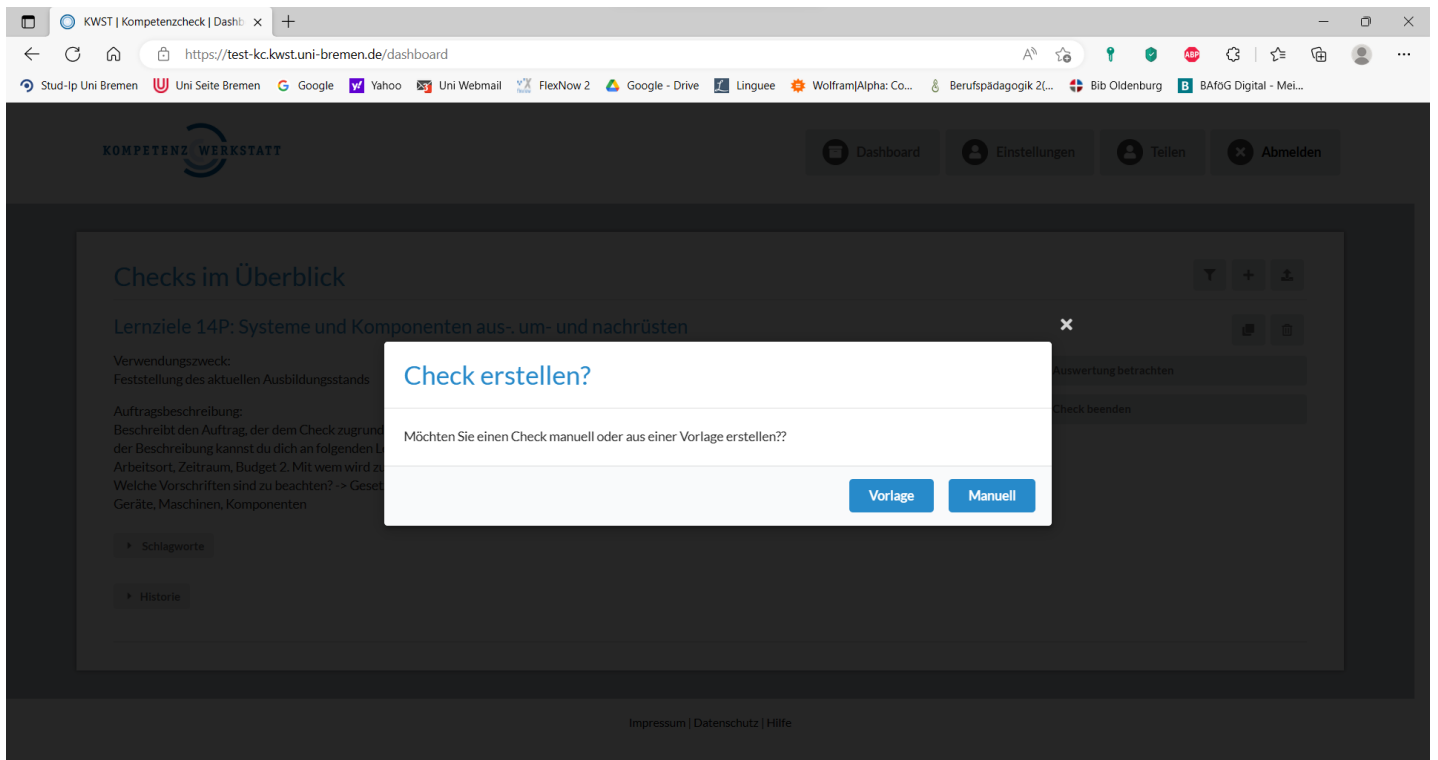 KWST | Kompetenzcheck | Dashb
https://test-kc.kwst.uni-bremen.de/dashboard
ABP
Stud-Ip Uni Bremen Uni Seite Bremen Google Yahoo Uni Webmail FlexNow 2 Google - Drive Linguee Wolfram|Alpha: Co... Berufspädagogik 2(... Bib Oldenburg BAföG Digital - Mei...
KOMPETENZ WERKSTATT
Dashboard Einstellungen Teilen Abmelden
Checks im Überblick
Lernziele 14P: Systeme und Komponenten aus-. um- und nachrüsten
Verwendungszweck:
Feststellung des aktuellen Ausbildungsstands
Auswertung betrachten
Auftragsbeschreibung:
Check beenden
Beschreibt den Auftrag, der dem Check zugrund
der Beschreibung kannst du dich an folgenden
Arbeitsort, Zeitraum, Budget 2. Mit wem wird
Welche Vorschriften sind zu beachten? -> Geset
Geräte, Maschinen, Komponenten
Schlagworte
Historie
Check erstellen?
Möchten Sie einen Check manuell oder aus einer Vorlage erstellen??
Vorlage Manuell
Impressum | Datenschutz | Hilfe